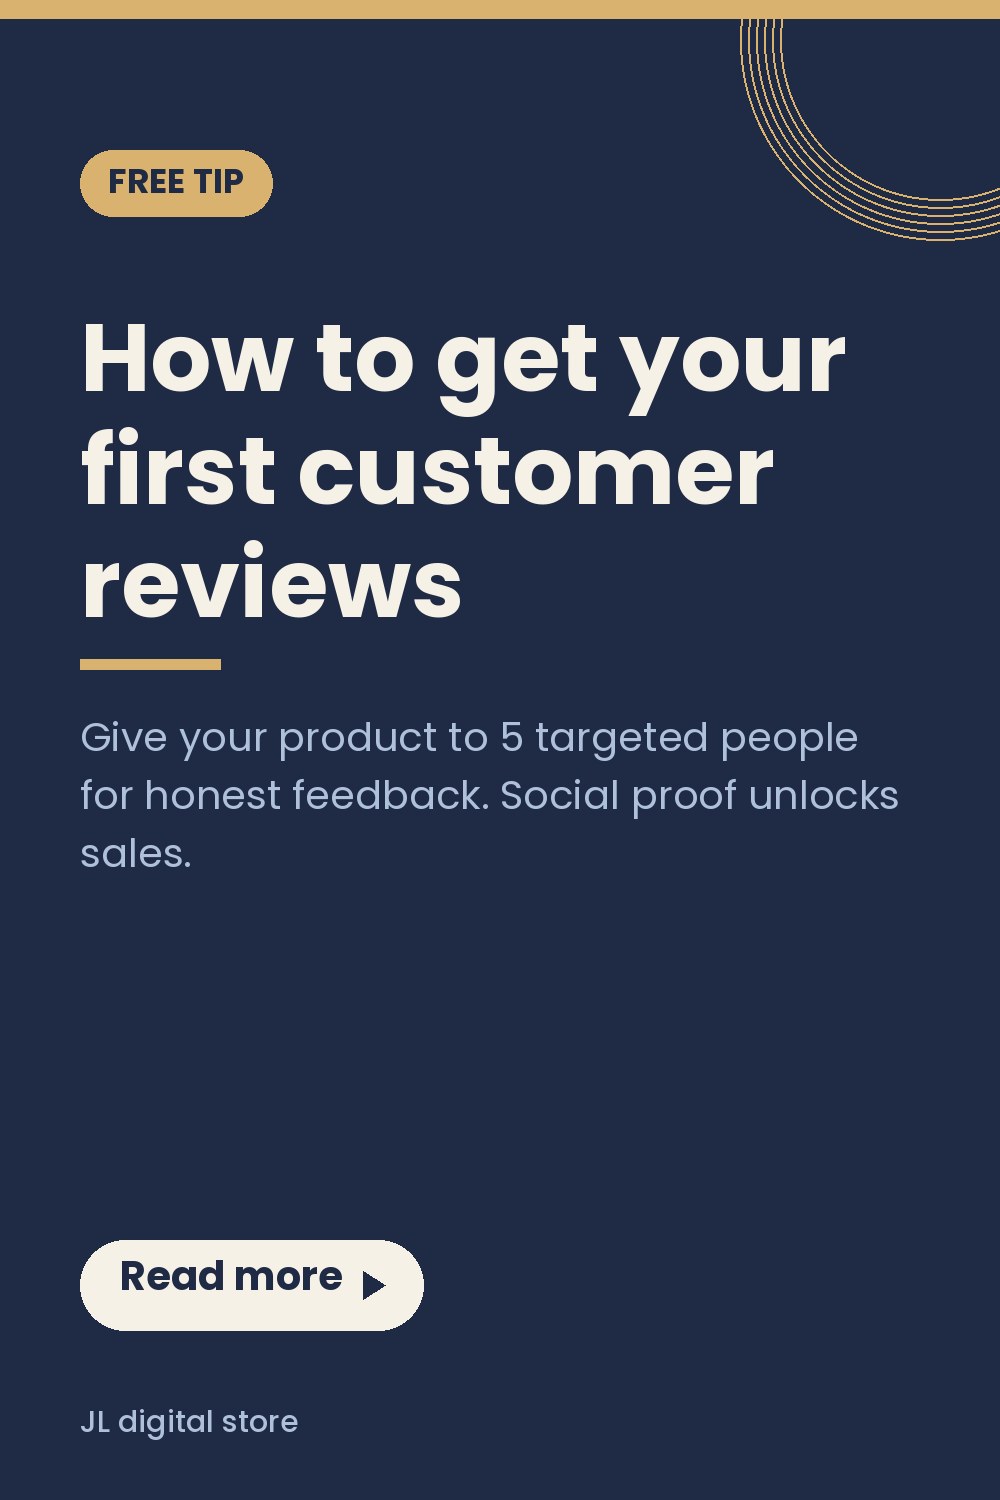 FREE TIP
How to get your
first customer
reviews
Give your product to 5 targeted people
for honest feedback. Social proof unlocks
sales.
Read more
JL digital store